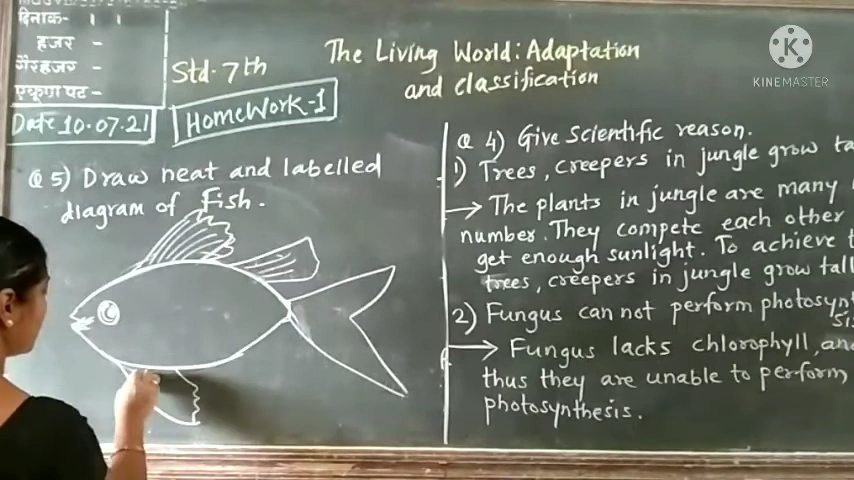 दिनांक-
हजर -
गैरहजर -
एकूण पट -
Date 10.07.21
Std. 7th
HomeWork-1
The Living World: Adaptation
and classification
Q 5) Draw neat and labelled
diagram of Fish.
Q 4) Give Scientific reason.
1) Trees, creepers in jungle grow
→ The plants in jungle are many
number. They compete each other
get enough sunlight. To achieve
trees, creepers in jungle grow tall
2) Fungus can not perform photosynt
sis
→ Fungus lacks chlorophyll, and
thus they are unable to perform
photosynthesis.
K
KINEMASTER